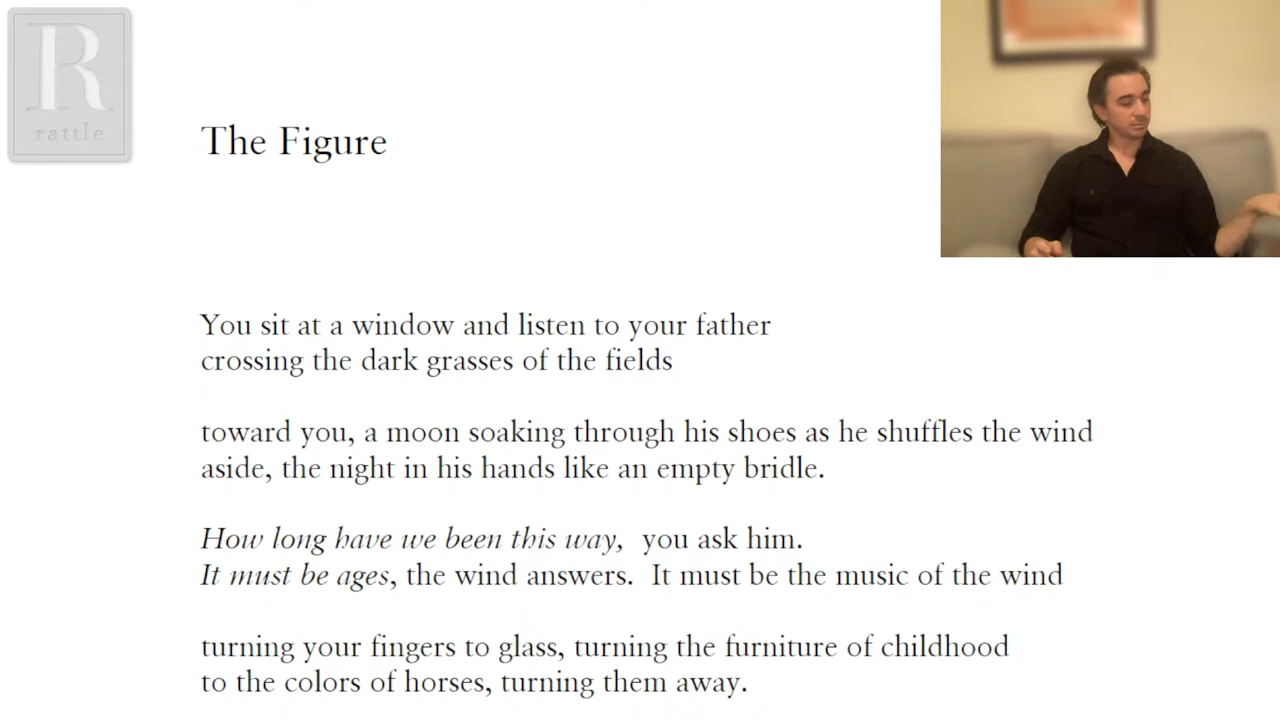 R
rattle
The Figure
You sit at a window and listen to your father
crossing the dark grasses of the fields
toward you, a moon soaking through his shoes as he shuffles the wind
aside, the night in his hands like an empty bridle.
How long have we been this way, you ask him.
It must be ages, the wind answers. It must be the music of the wind
turning your fingers to glass, turning the furniture of childhood
to the colors of horses, turning them away.